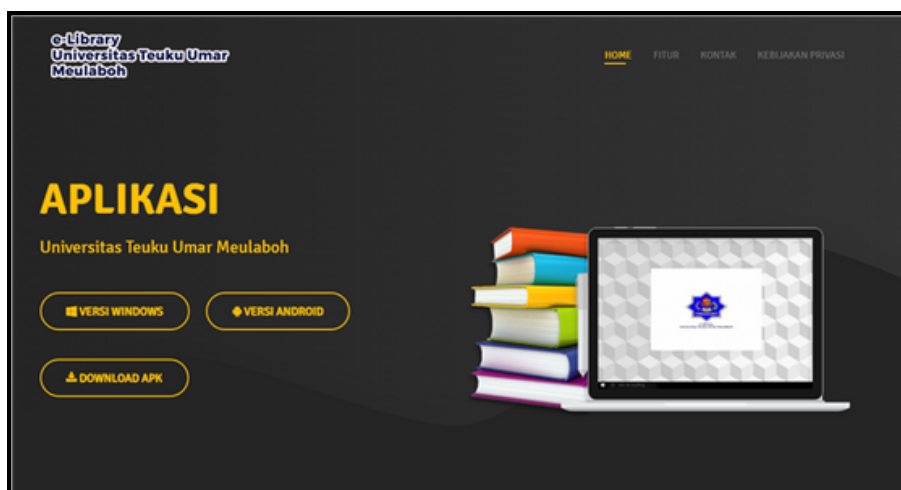 e-Library
Universitas Teuku Umar
Meulaboh
HOME FITUR KONTAK KEBIJAKAN PRIVASI
APLIKASI
Universitas Teuku Umar Meulaboh
VERSI WINDOWS VERSI ANDROID
DOWNLOAD APK